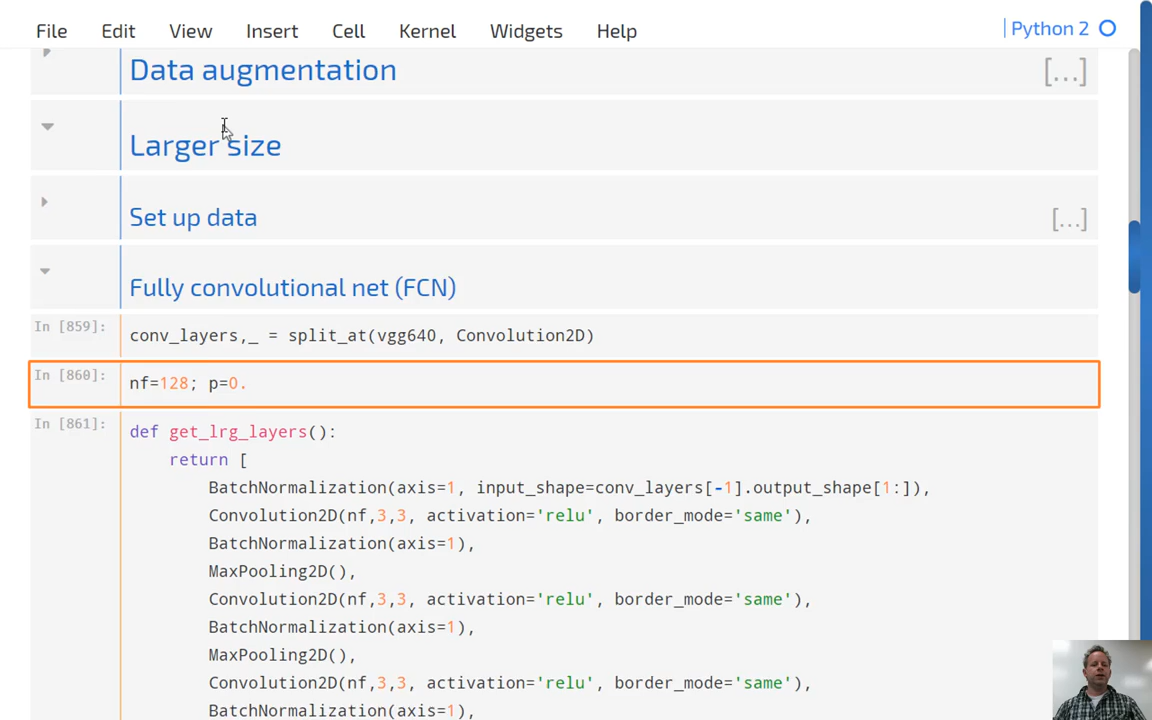 File Edit View Insert Cell Kernel Widgets Help Python 2
Data augmentation [...]
Larger size
Set up data [...]
Fully convolutional net (FCN)
In [859]: conv_layers,_ = split_at(vgg640, Convolution2D)
In [860]: nf=128; p=0.
In [861]: def get_lrg_layers():
return [
BatchNormalization(axis=1, input_shape=conv_layers[-1].output_shape[1:]),
Convolution2D(nf,3,3, activation='relu', border_mode='same'),
BatchNormalization(axis=1),
MaxPooling2D(),
Convolution2D(nf,3,3, activation='relu', border_mode='same'),
BatchNormalization(axis=1),
MaxPooling2D(),
Convolution2D(nf,3,3, activation='relu', border_mode='same'),
BatchNormalization(axis=1),